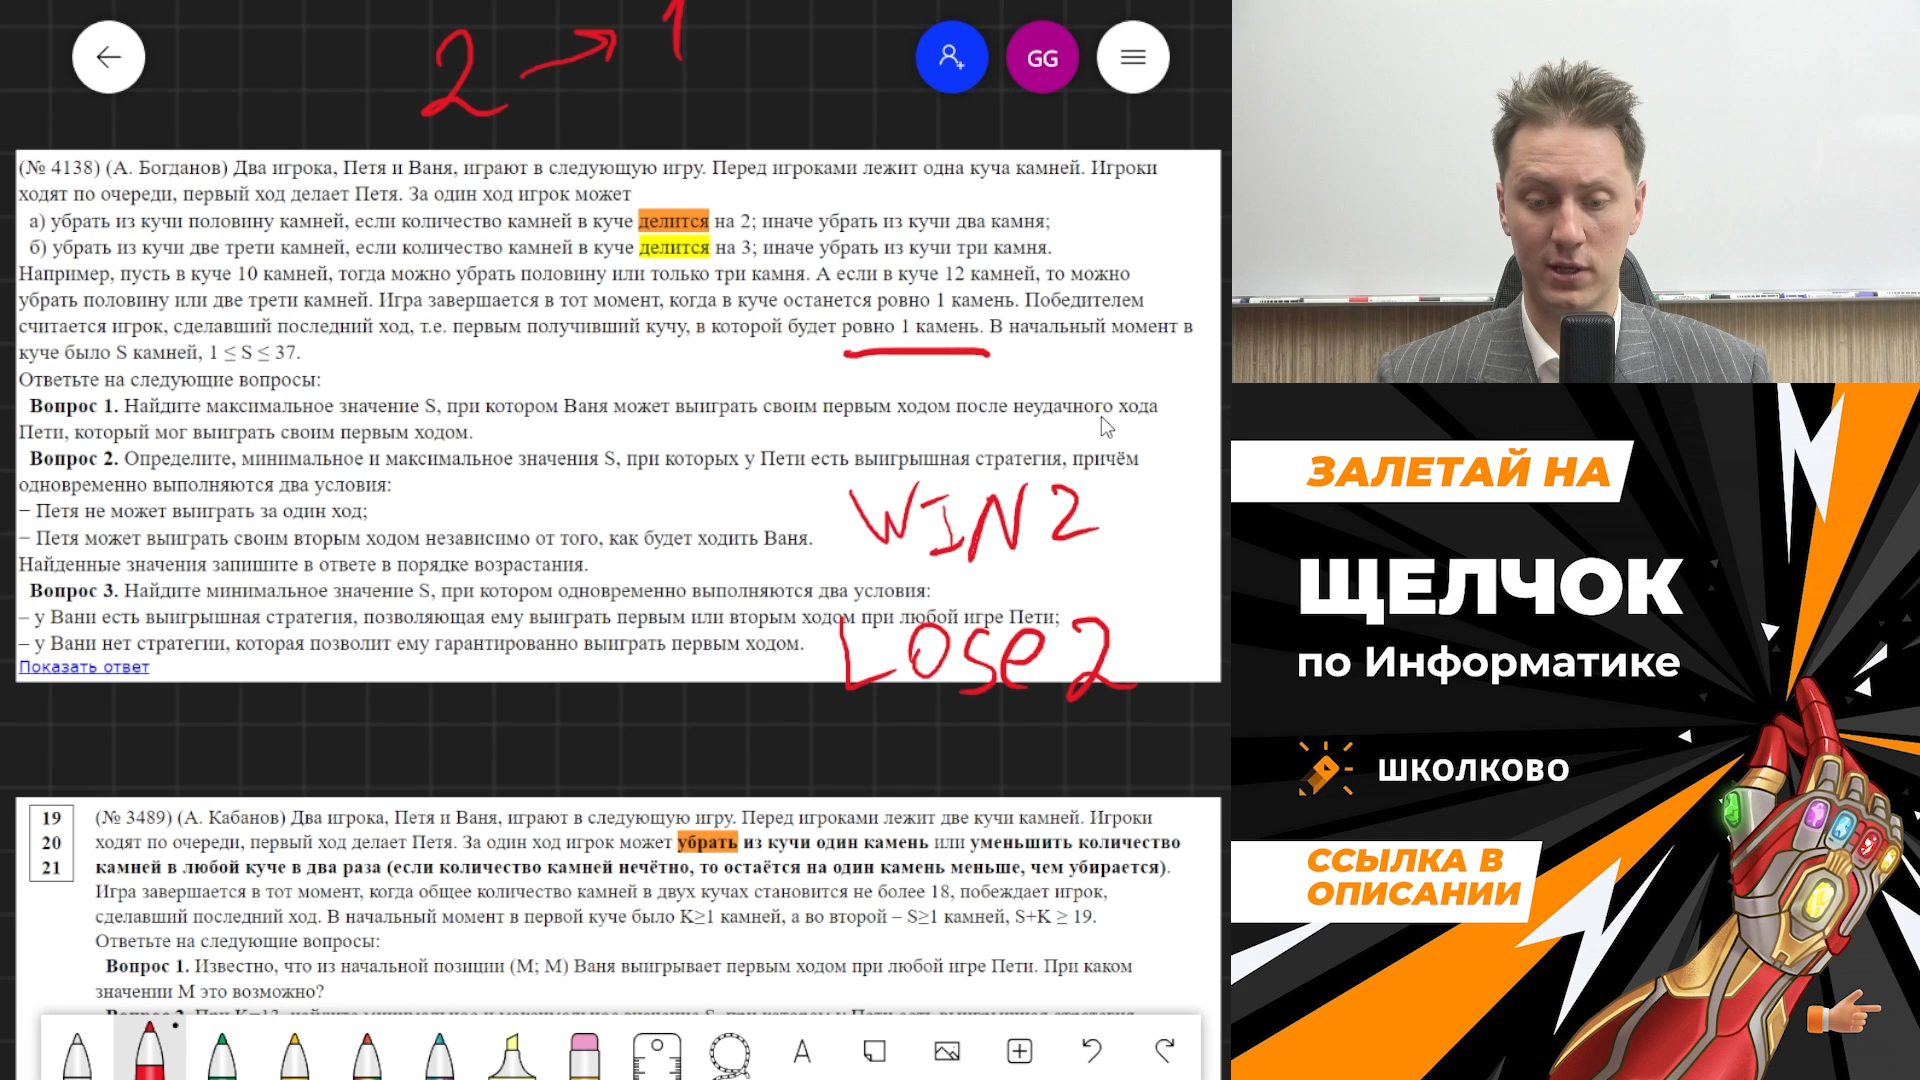 2 → 1
GG
(№ 4138) (А. Богданов) Два игрока, Петя и Ваня, играют в следующую игру. Перед игроками лежит одна куча камней. Игроки
ходят по очереди, первый ход делает Петя. За один ход игрок может
а) убрать из кучи половину камней, если количество камней в куче делится на 2; иначе убрать из кучи два камня;
б) убрать из кучи две трети камней, если количество камней в куче делится на 3; иначе убрать из кучи три камня.
Например, пусть в куче 10 камней, тогда можно убрать половину или только три камня. А если в куче 12 камней, то можно
убрать половину или две трети камней. Игра завершается в тот момент, когда в куче останется ровно 1 камень. Победителем
считается игрок, сделавший последний ход, т.е. первым получивший кучу, в которой будет ровно 1 камень. В начальный момент в
куче было S камней, 1 ≤ S ≤ 37.
Ответьте на следующие вопросы:
Вопрос 1. Найдите максимальное значение S, при котором Ваня может выиграть своим первым ходом после неудачного хода
Пети, который мог выиграть своим первым ходом.
Вопрос 2. Определите, минимальное и максимальное значения S, при которых у Пети есть выигрышная стратегия, причём
одновременно выполняются два условия:
− Петя не может выиграть за один ход;
− Петя может выиграть своим вторым ходом независимо от того, как будет ходить Ваня.
WIN2
Найденные значения запишите в ответе в порядке возрастания.
Вопрос 3. Найдите минимальное значение S, при котором одновременно выполняются два условия:
– у Вани есть выигрышная стратегия, позволяющая ему выиграть первым или вторым ходом при любой игре Пети;
– у Вани нет стратегии, которая позволит ему гарантированно выиграть первым ходом.
LOSe2
Показать ответ
19
20
21
(№ 3489) (А. Кабанов) Два игрока, Петя и Ваня, играют в следующую игру. Перед игроками лежит две кучи камней. Игроки
ходят по очереди, первый ход делает Петя. За один ход игрок может убрать из кучи один камень или уменьшить количество
камней в любой куче в два раза (если количество камней нечётно, то остаётся на один камень меньше, чем убирается).
Игра завершается в тот момент, когда общее количество камней в двух кучах становится не более 18, побеждает игрок,
сделавший последний ход. В начальный момент в первой куче было K≥1 камней, а во второй – S≥1 камней, S+K ≥ 19.
Ответьте на следующие вопросы:
Вопрос 1. Известно, что из начальной позиции (M; M) Ваня выигрывает первым ходом при любой игре Пети. При каком
значении M это возможно?
A
ЗАЛЕТАЙ НА
ЩЕЛЧОК
по Информатике
ШКОЛКОВО
ССЫЛКА В
ОПИСАНИИ